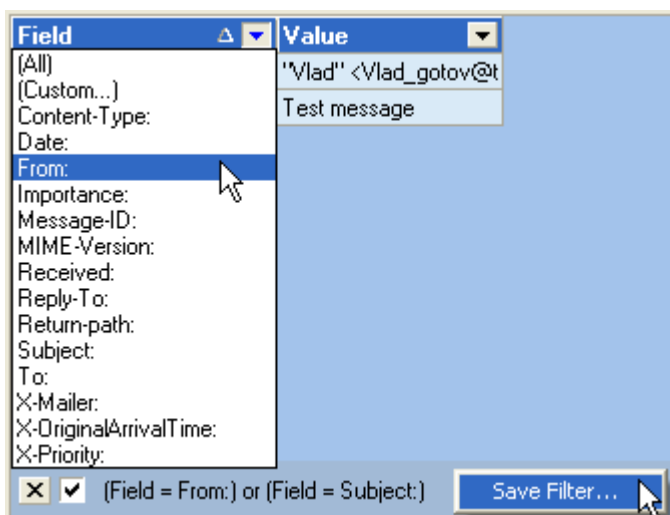 Field Value
(All)
(Custom...)
Content-Type:
Date:
From:
Importance:
Message-ID:
MIME-Version:
Received:
Reply-To:
Return-path:
Subject:
To:
X-Mailer:
X-OriginalArrivalTime:
X-Priority:
"Vlad" <Vlad_gotov@t
Test message
(Field = From:) or (Field = Subject:) Save Filter...